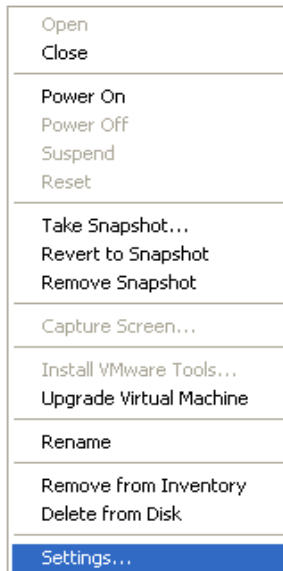 Open
Close
Power On
Power Off
Suspend
Reset
Take Snapshot...
Revert to Snapshot
Remove Snapshot
Capture Screen...
Install VMware Tools...
Upgrade Virtual Machine
Rename
Remove from Inventory
Delete from Disk
Settings...